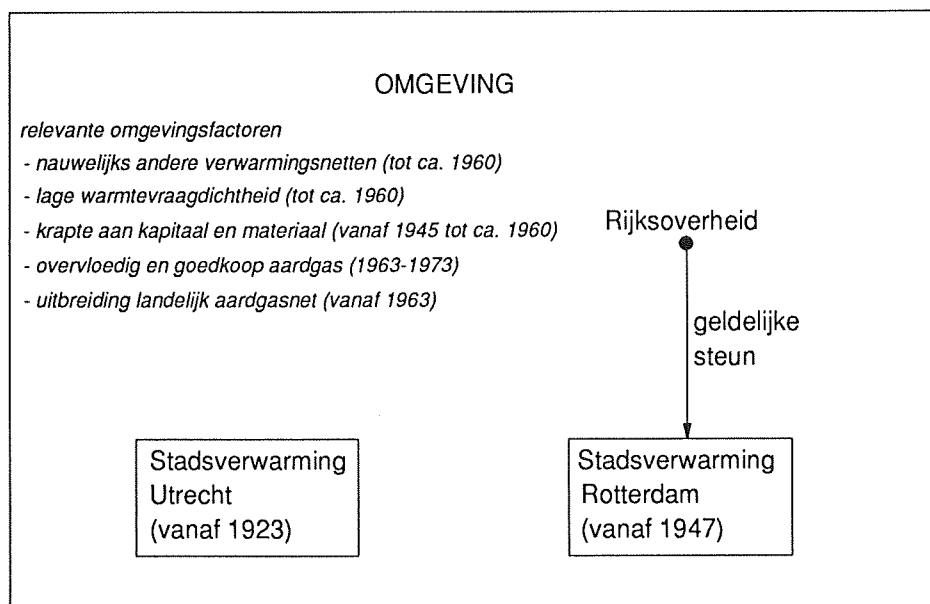 OMGEVING
relevante omgevingsfactoren
- nauwelijks andere verwarmingsnetten (tot ca. 1960)
- lage warmtevraagdichtheid (tot ca. 1960)
- krapte aan kapitaal en materiaal (vanaf 1945 tot ca. 1960)
- overvloedig en goedkoop aardgas (1963-1973)
- uitbreiding landelijk aardgasnet (vanaf 1963)
Rijksoverheid
geldelijke
steun
Stadsverwarming
Utrecht
(vanaf 1923)
Stadsverwarming
Rotterdam
(vanaf 1947)